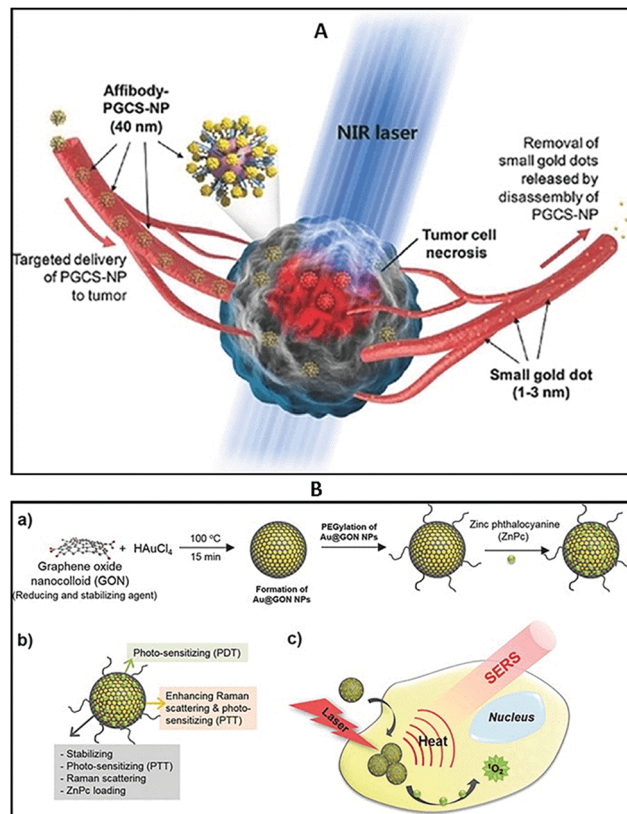 A
Affibody-
PGCS-NP
(40 nm)
NIR laser
Removal of
small gold dots
released by
disassembly of
PGCS-NP
Tumor cell
necrosis
Targeted delivery
of PGCS-NP
to tumor
Small gold dot
(1-3 nm)
B
a)
Graphene oxide
nanocolloid (GON)
(Reducing and stabilizing agent)
+ HAuCl₄
100 °C
15 min
Formation of
Au@GON NPs
PEGylation of
Au@GON NPs
Zinc phthalocyanine
(ZnPc)
b)
Photo-sensitizing (PDT)
Enhancing Raman
scattering & photo-
sensitizing (PTT)
- Stabilizing
- Photo-sensitizing (PTT)
- Raman scattering
- ZnPc loading
c)
SERS
Laser
Heat
Nucleus
¹O₂